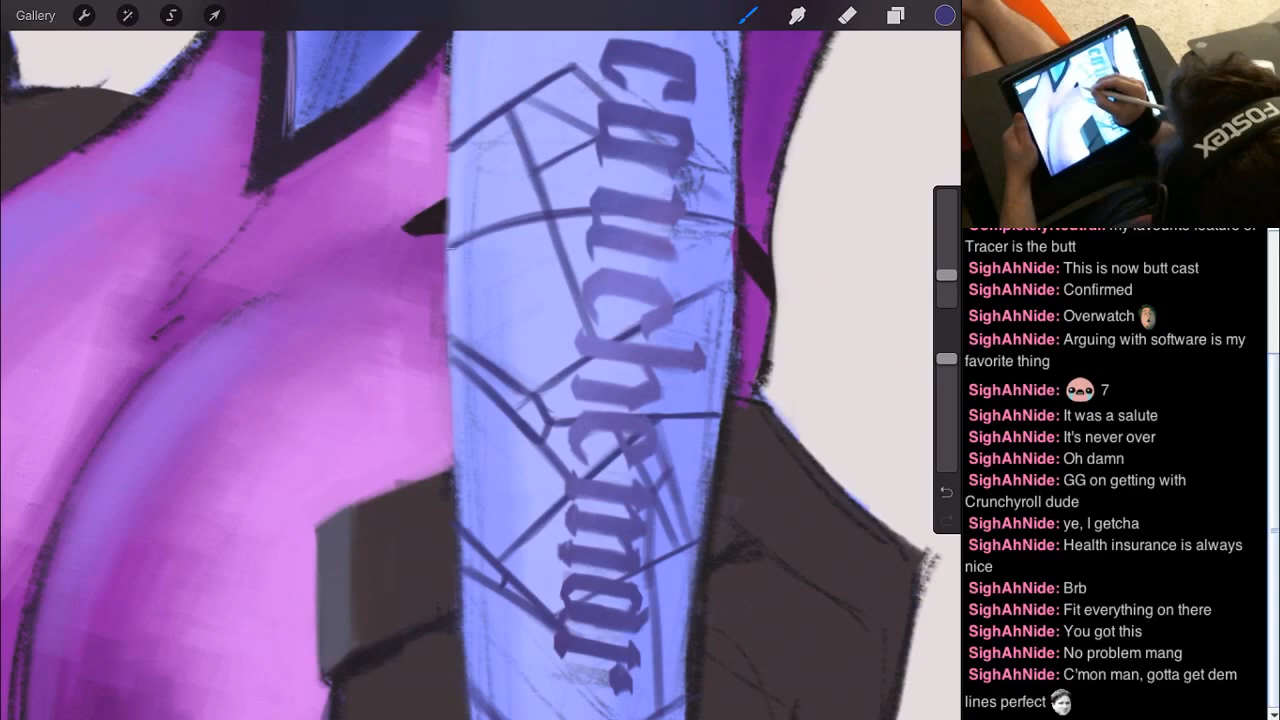 Gallery
cauchemar
FOSTEX
CompletelyNeutral: my favourite feature of
Tracer is the butt
SighAhNide: This is now butt cast
SighAhNide: Confirmed
SighAhNide: Overwatch
SighAhNide: Arguing with software is my
favorite thing
SighAhNide: 7
SighAhNide: It was a salute
SighAhNide: It's never over
SighAhNide: Oh damn
SighAhNide: GG on getting with
Crunchyroll dude
SighAhNide: ye, I getcha
SighAhNide: Health insurance is always
nice
SighAhNide: Brb
SighAhNide: Fit everything on there
SighAhNide: You got this
SighAhNide: No problem mang
SighAhNide: C'mon man, gotta get dem
lines perfect